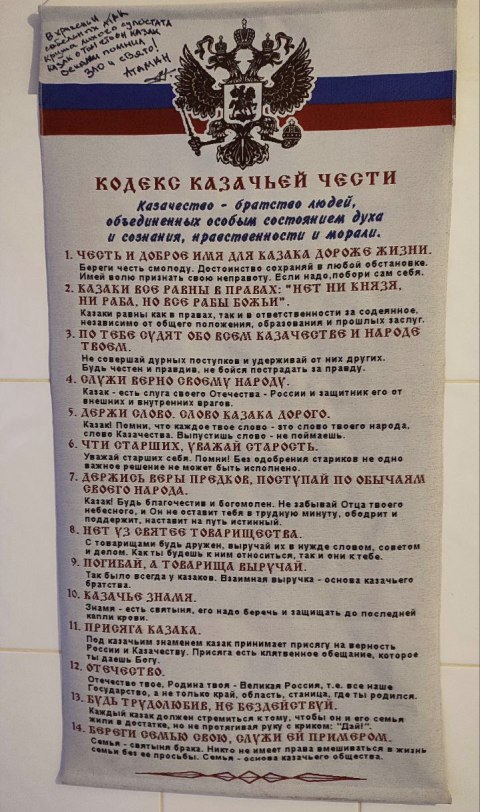 В кровеньи
сабельных атак
круша лихого супостата
казак
Векам помни,
зло и свято!
Атаман
КОДЕКС КАЗАЧЬЕЙ ЧЕСТИ
Казачество - братство людей,
объединенных особым состоянием духа
и сознания, нравственности и морали.
1. ЧЕСТЬ И ДОБРОЕ ИМЯ ДЛЯ КАЗАКА ДОРОЖЕ ЖИЗНИ.
Береги честь смолоду. Достоинство сохраняй в любой обстановке.
Имей волю признать свою неправоту. Если надо,побори сам себя.
2. КАЗАКИ ВСЕ РАВНЫ В ПРАВАХ: "НЕТ НИ КНЯЗЯ,
НИ РАБА, НО ВСЕ РАБЫ БОЖЬИ".
Казаки равны как в правах, так и в ответственности за содеянное,
независимо от общего положения, образования и прошлых заслуг.
3. ПО ТЕБЕ СУДЯТ ОБО ВСЕМ КАЗАЧЕСТВЕ И НАРОДЕ
ТВОЕМ.
Не совершай дурных поступков и удерживай от них других.
Будь честен и правдив, не бойся пострадать за правду.
4. СЛУЖИ ВЕРНО СВОЕМУ НАРОДУ.
Казак - есть слуга своего Отечества - России и защитник его от
внешних и внутренних врагов.
5. ДЕРЖИ СЛОВО. СЛОВО КАЗАКА ДОРОГО.
Казак! Помни, что каждое твое слово - это слово твоего народа,
слово Казачества. Выпустишь слово - не поймаешь.
6. ЧТИ СТАРШИХ, УВАЖАЙ СТАРОСТЬ.
Уважай старших себя. Помни! Без одобрения стариков не одно
важное решение не может быть исполнено.
7. ДЕРЖИСЬ ВЕРЫ ПРЕДКОВ, ПОСТУПАЙ ПО ОБЫЧАЯМ
СВОЕГО НАРОДА.
Казак! Будь благочестив и богомолен. Не забывай Отца твоего
небесного, и Он не оставит тебя в трудную минуту, ободрит и
поддержит, наставит на путь истинный.
8. НЕТ УЗ СВЯТЕЕ ТОВАРИЩЕСТВА.
С товарищами будь дружен, выручай их в нужде словом, советом
и делом. Как ты будешь к ним относиться, так и они к тебе.
9. ПОГИБАЙ, А ТОВАРИЩА ВЫРУЧАЙ.
Так было всегда у казаков. Взаимная выручка - основа казачьего
братства.
10. КАЗАЧЬЕ ЗНАМЯ.
Знамя - есть святыня, его надо беречь и защищать до последней
капли крови.
11. ПРИСЯГА КАЗАКА.
Под казачьим знаменем казак принимает присягу на верность
России и Казачеству. Присяга есть клятвенное обещание, которое
ты даешь Богу.
12. ОТЕЧЕСТВО.
Отечество твое, Родина твоя - Великая Россия, т.е. все наше
Государство, а не только край, область, станица, где ты родился.
13. БУДЬ ТРУДОЛЮБИВ, НЕ БЕЗДЕЙСТВУЙ.
Каждый казак должен стремиться к тому, чтобы он и его семья
жили в достатке, но не протягивая руку с криком: "Дай!".
14. БЕРЕГИ СЕМЬЮ СВОЮ, СЛУЖИ ЕЙ ПРИМЕРОМ.
Семья - святыня брака. Никто не имеет права вмешиваться в жизнь
семьи без ее просьбы. Семья - основа казачьего общества.